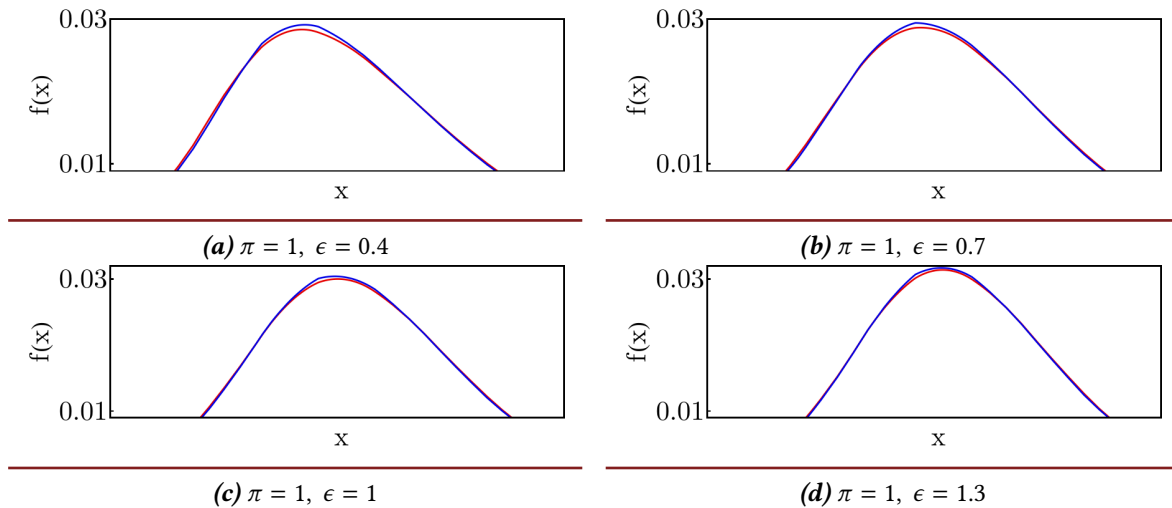 0.03
0.01
f(x)
x
(a) π = 1, ϵ = 0.4
0.03
0.01
f(x)
x
(b) π = 1, ϵ = 0.7
0.03
0.01
f(x)
x
(c) π = 1, ϵ = 1
0.03
0.01
f(x)
x
(d) π = 1, ϵ = 1.3